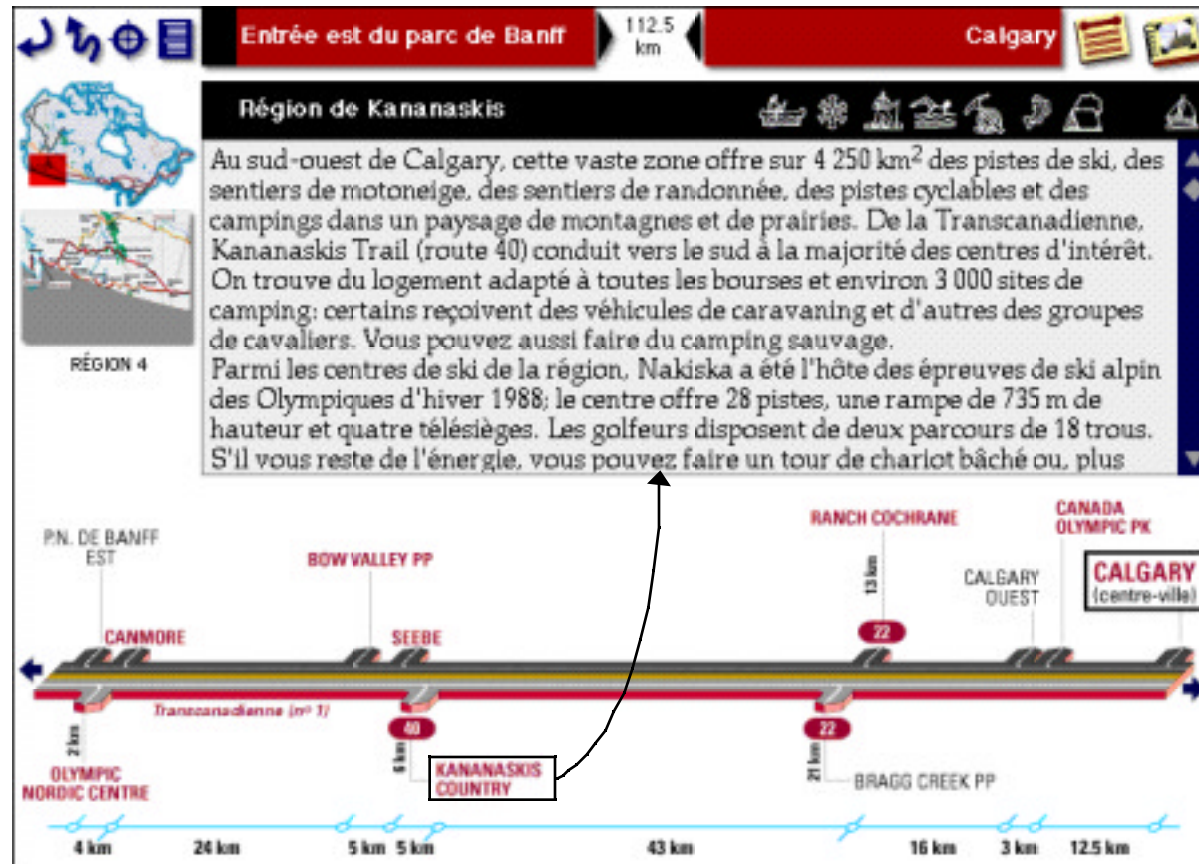 Entrée est du parc de Banff
112.5
km
Calgary
Région de Kananaskis
Au sud-ouest de Calgary, cette vaste zone offre sur 4 250 km² des pistes de ski, des
sentiers de motoneige, des sentiers de randonnée, des pistes cyclables et des
campings dans un paysage de montagnes et de prairies. De la Transcanadienne,
Kananaskis Trail (route 40) conduit vers le sud à la majorité des centres d'intérêt.
On trouve du logement adapté à toutes les bourses et environ 3 000 sites de
camping: certains reçoivent des véhicules de caravaning et d'autres des groupes
de cavaliers. Vous pouvez aussi faire du camping sauvage.
Parmi les centres de ski de la région, Nakiska a été l'hôte des épreuves de ski alpin
des Olympiques d'hiver 1988; le centre offre 28 pistes, une rampe de 735 m de
hauteur et quatre télésièges. Les golfeurs disposent de deux parcours de 18 trous.
S'il vous reste de l'énergie, vous pouvez faire un tour de chariot bâché ou, plus
RÉGION 4
P.N. DE BANFF
EST
CANMORE
BOW VALLEY PP
SEEBE
RANCH COCHRANE
13 km
22
CALGARY
OUEST
CANADA
OLYMPIC PK
CALGARY
(centre-ville)
Transcanadienne (nº 1)
2 km
OLYMPIC
NORDIC CENTRE
40
6 km
KANANASKIS
COUNTRY
22
21 km
BRAGG CREEK PP
4 km
24 km
5 km
5 km
43 km
16 km
3 km
12.5 km